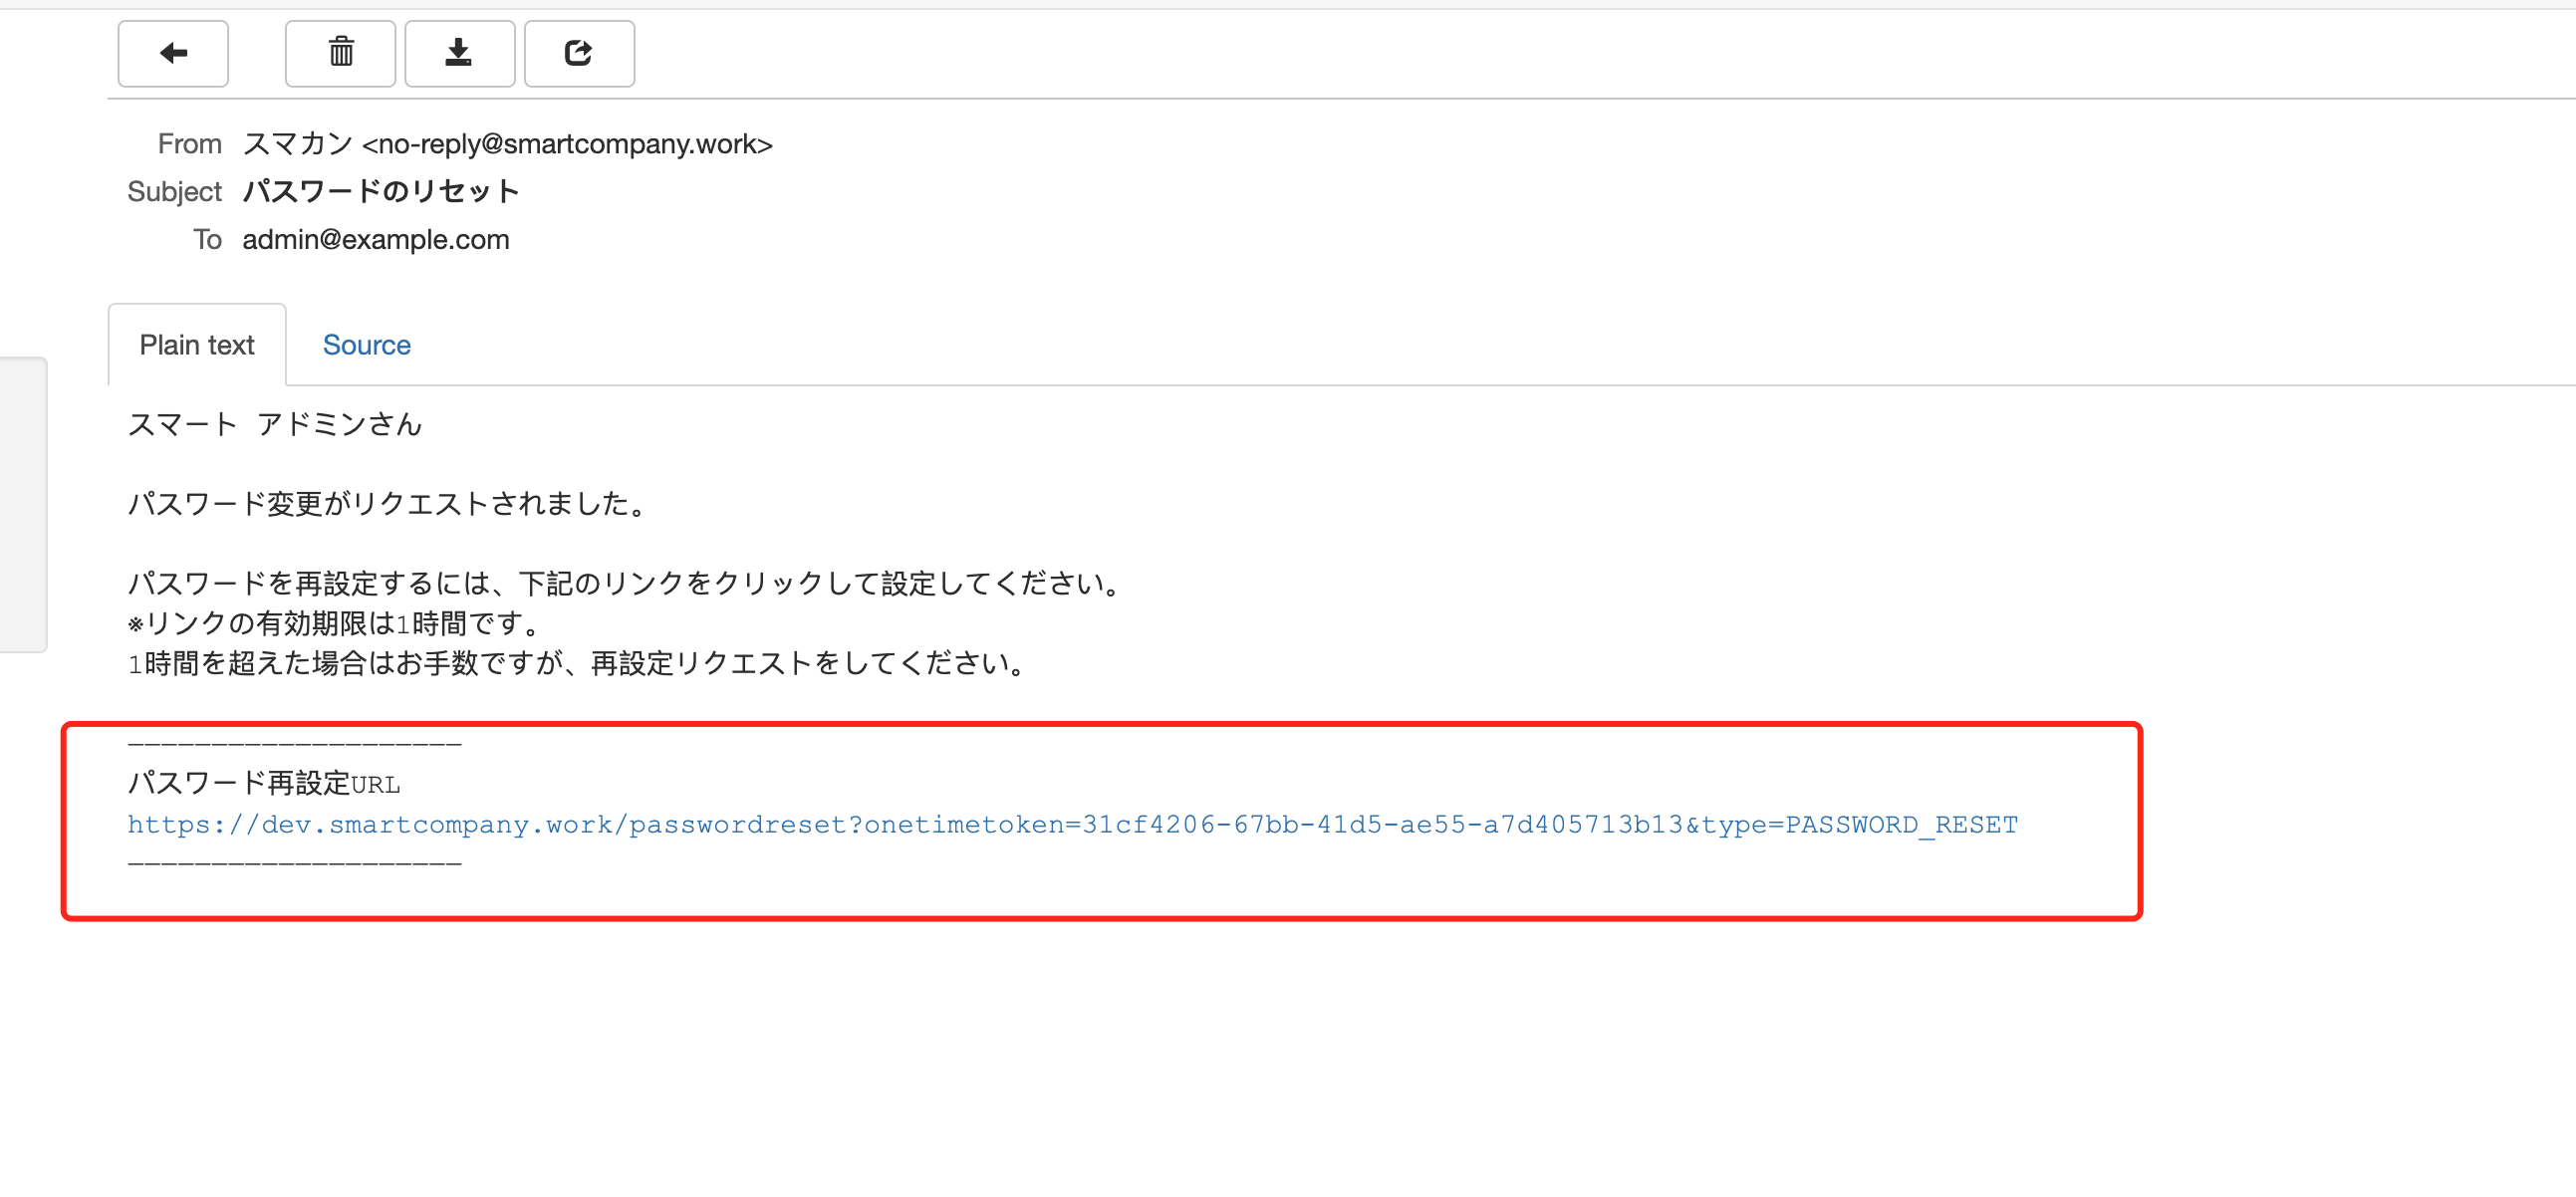 From スマカン <no-reply@smartcompany.work>
Subject パスワードのリセット
To admin@example.com
Plain text Source
スマート アドミンさん
パスワード変更がリクエストされました。
パスワードを再設定するには、下記のリンクをクリックして設定してください。
※リンクの有効期限は1時間です。
1時間を超えた場合はお手数ですが、再設定リクエストをしてください。
--------------------
パスワード再設定URL
https://dev.smartcompany.work/passwordreset?onetimetoken=31cf4206-67bb-41d5-ae55-a7d405713b13&type=PASSWORD_RESET
--------------------